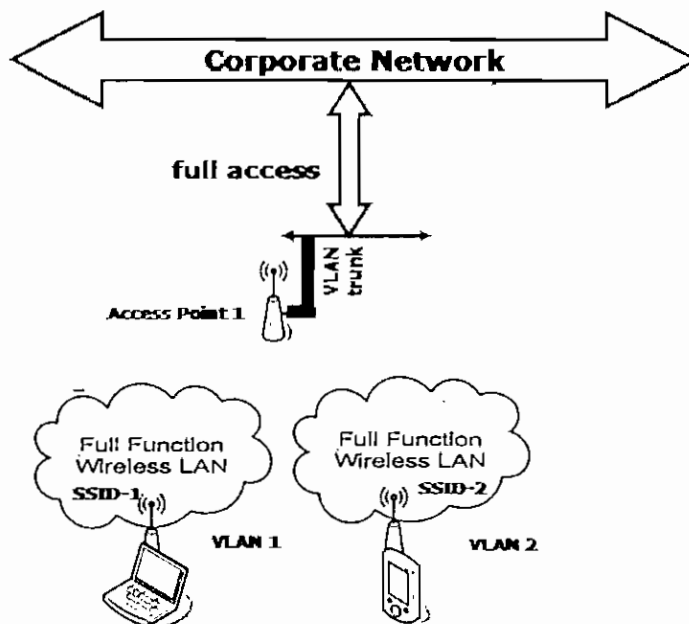 Corporate Network
full access
VLAN
trunk
Access Point 1
Full Function
Wireless LAN
SSID-1
VLAN 1
Full Function
Wireless LAN
SSID-2
VLAN 2